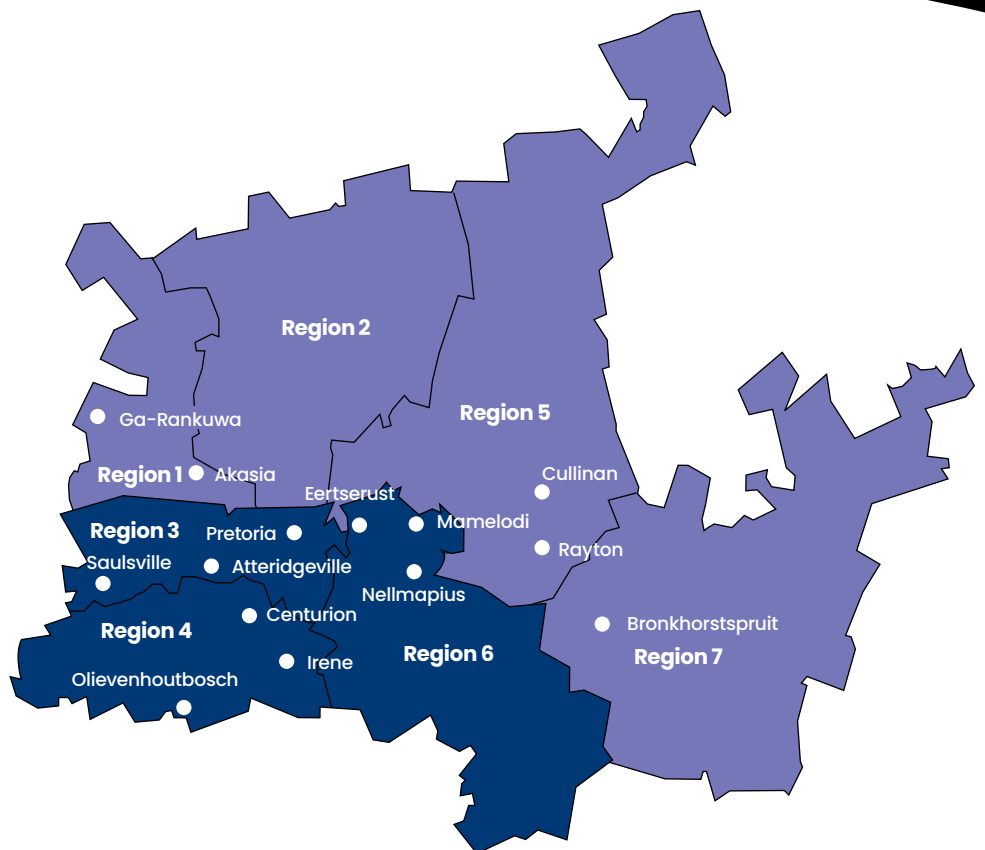 Region 2
Region 5
Ga-Rankuwa
Region 1
Akasia
Cullinan
Eertserust
Region 3
Pretoria
Mamelodi
Rayton
Saulsville
Atteridgeville
Nellmapius
Centurion
Bronkhorstspruit
Region 4
Region 6
Region 7
Irene
Olievenhoutbosch